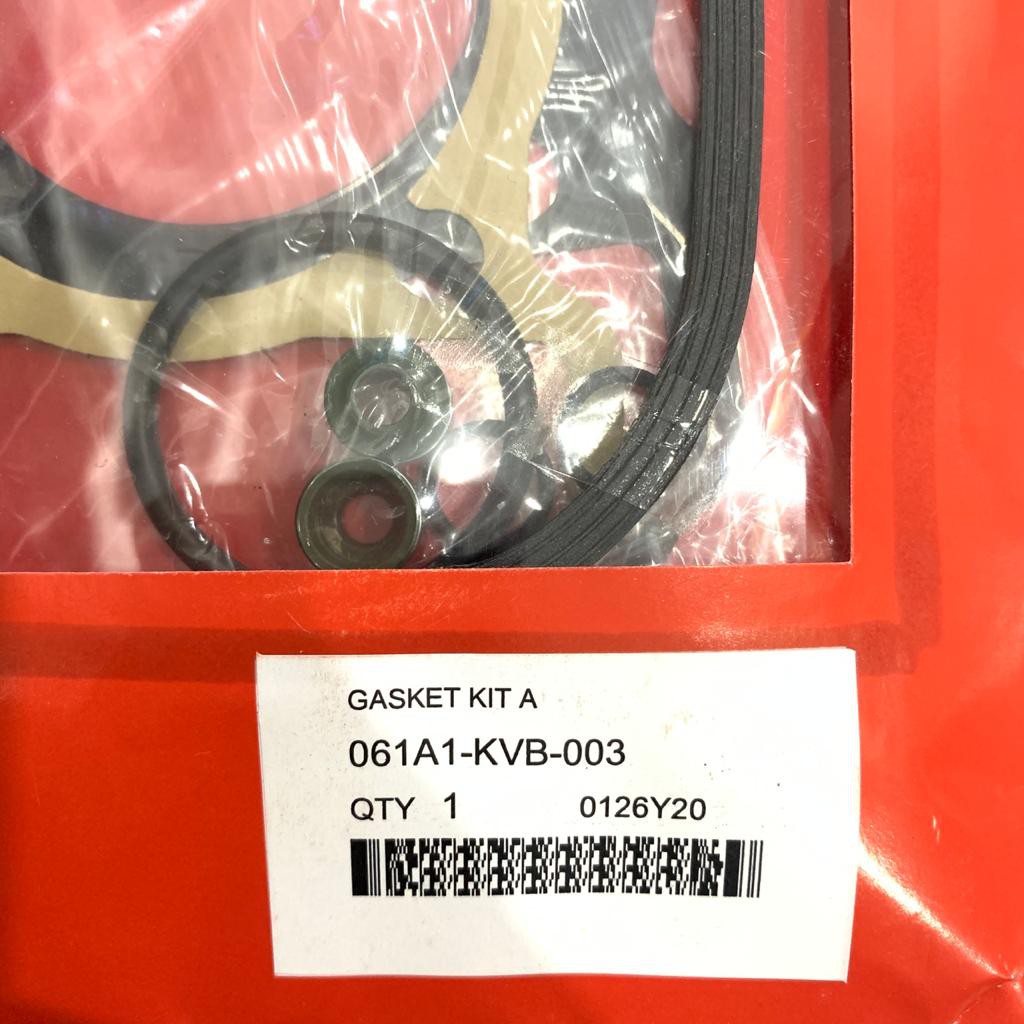 GASKET KIT A
061A1-KVB-003
QTY 1 0126Y20